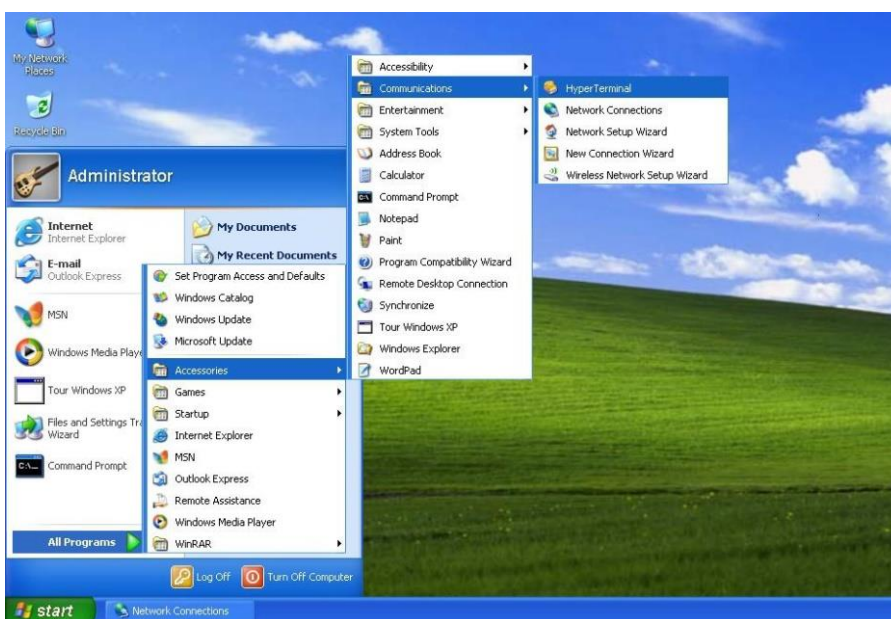 My Network
Places
Recycle Bin
Administrator
Internet
Internet Explorer
E-mail
Outlook Express
MSN
Windows Media Playe
Tour Windows XP
Files and Settings Tra
Wizard
C:\_
Command Prompt
All Programs
My Documents
My Recent Documents
Set Program Access and Defaults
Windows Catalog
Windows Update
Microsoft Update
Accessories
Games
Startup
Internet Explorer
MSN
Outlook Express
Remote Assistance
Windows Media Player
WinRAR
Accessibility
Communications
Entertainment
System Tools
Address Book
Calculator
Command Prompt
Notepad
Paint
Program Compatibility Wizard
Remote Desktop Connection
Synchronize
Tour Windows XP
Windows Explorer
WordPad
HyperTerminal
Network Connections
Network Setup Wizard
New Connection Wizard
Wireless Network Setup Wizard
Log Off
Turn Off Computer
start
Network Connections